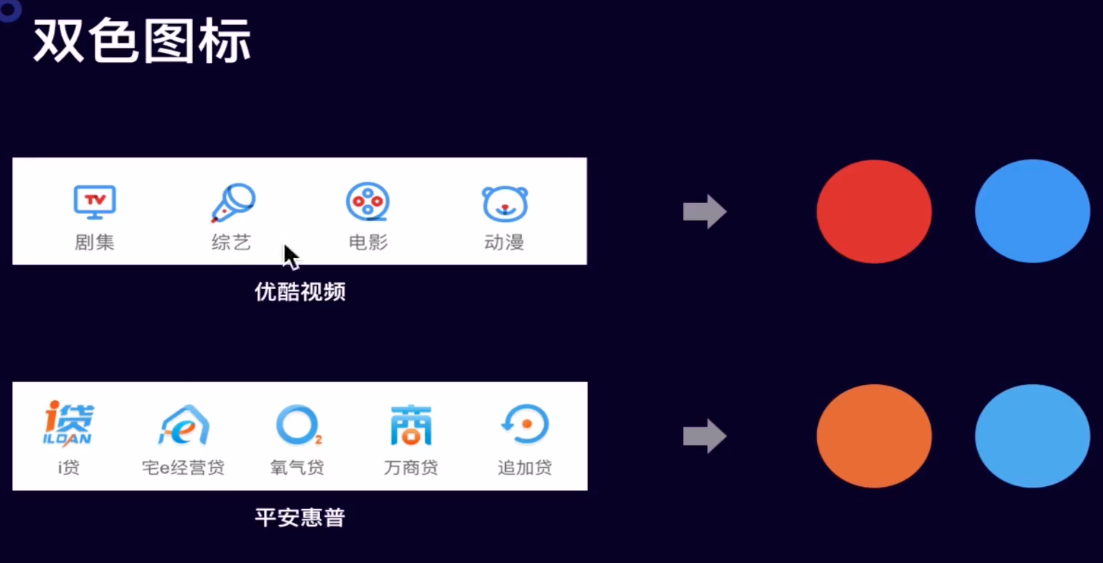 双色图标
TV
剧集 综艺 电影 动漫
优酷视频
i贷 e O2 商
ILOAN
i贷 宅e经营贷 氧气贷 万商贷 追加贷
平安惠普